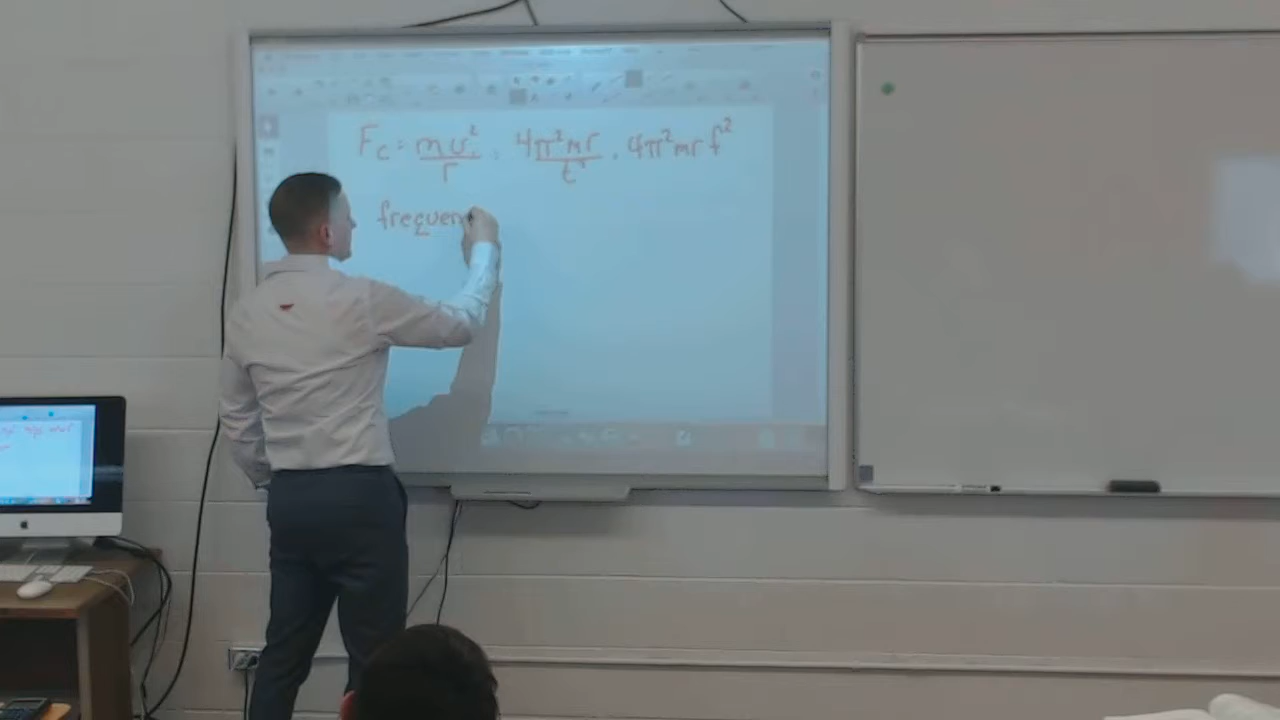 Fc = mv²/r = 4π²mr/t² = 4π²mrf²
frequen